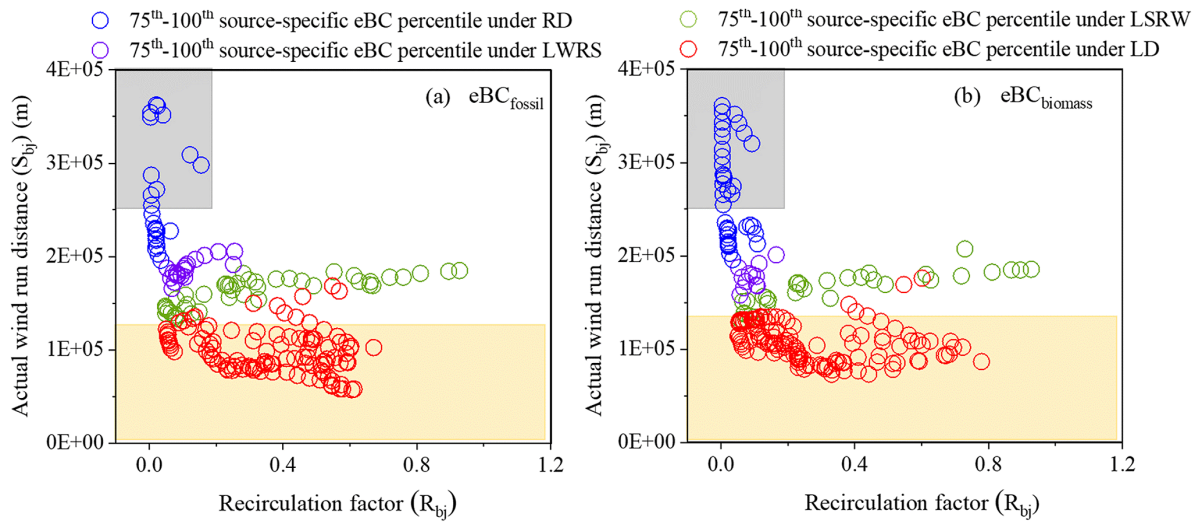 75th-100th source-specific eBC percentile under RD
75th-100th source-specific eBC percentile under LSRW
75th-100th source-specific eBC percentile under LWRS
75th-100th source-specific eBC percentile under LD
4E+05
3E+05
2E+05
1E+05
0E+00
Actual wind run distance (Sbj) (m)
(a) eBCfossil
0.0 0.4 0.8 1.2
Recirculation factor (Rbj)
4E+05
3E+05
2E+05
1E+05
0E+00
Actual wind run distance (Sbj) (m)
(b) eBCbiomass
0.0 0.4 0.8 1.2
Recirculation factor (Rbj)